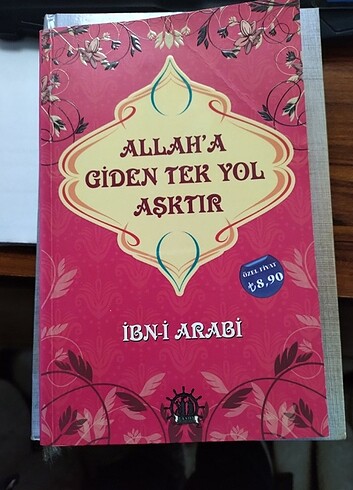 ALLAH'A
GİDEN TEK YOL
AŞKTIR
ÖZEL FİYAT
₺8,90
İBN-İ ARABİ